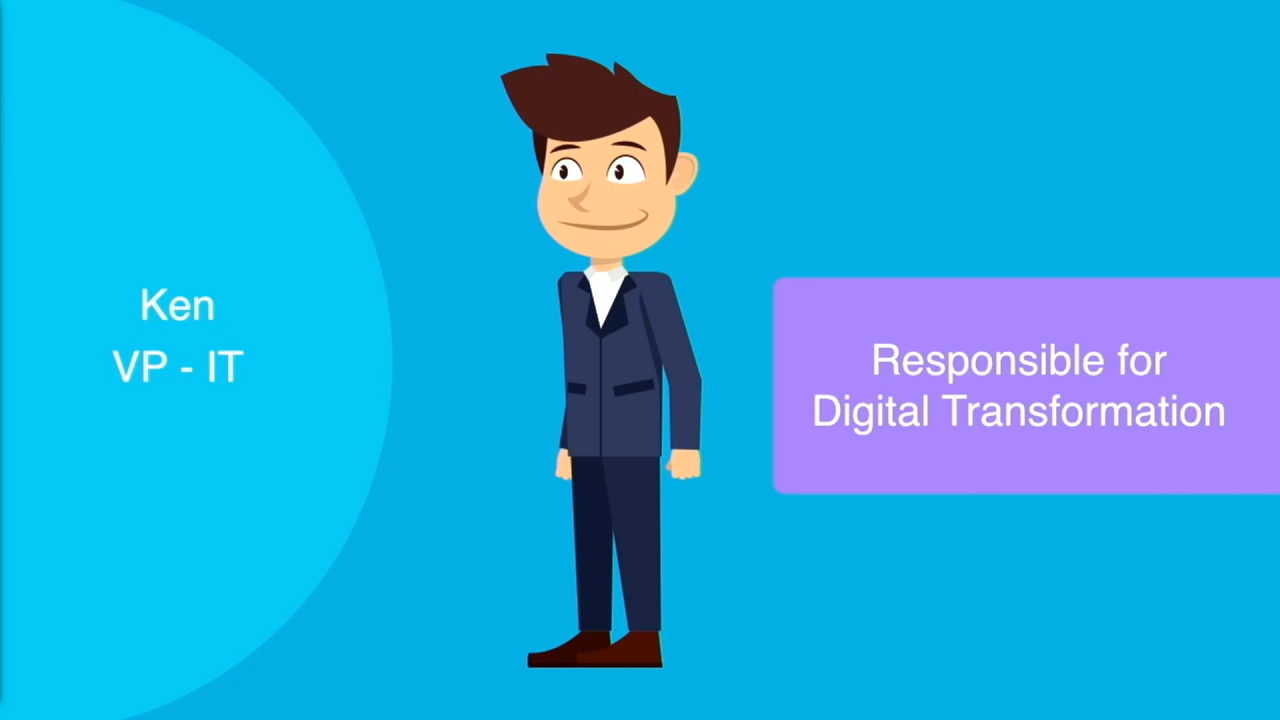 Ken
VP - IT
Responsible for
Digital Transformation